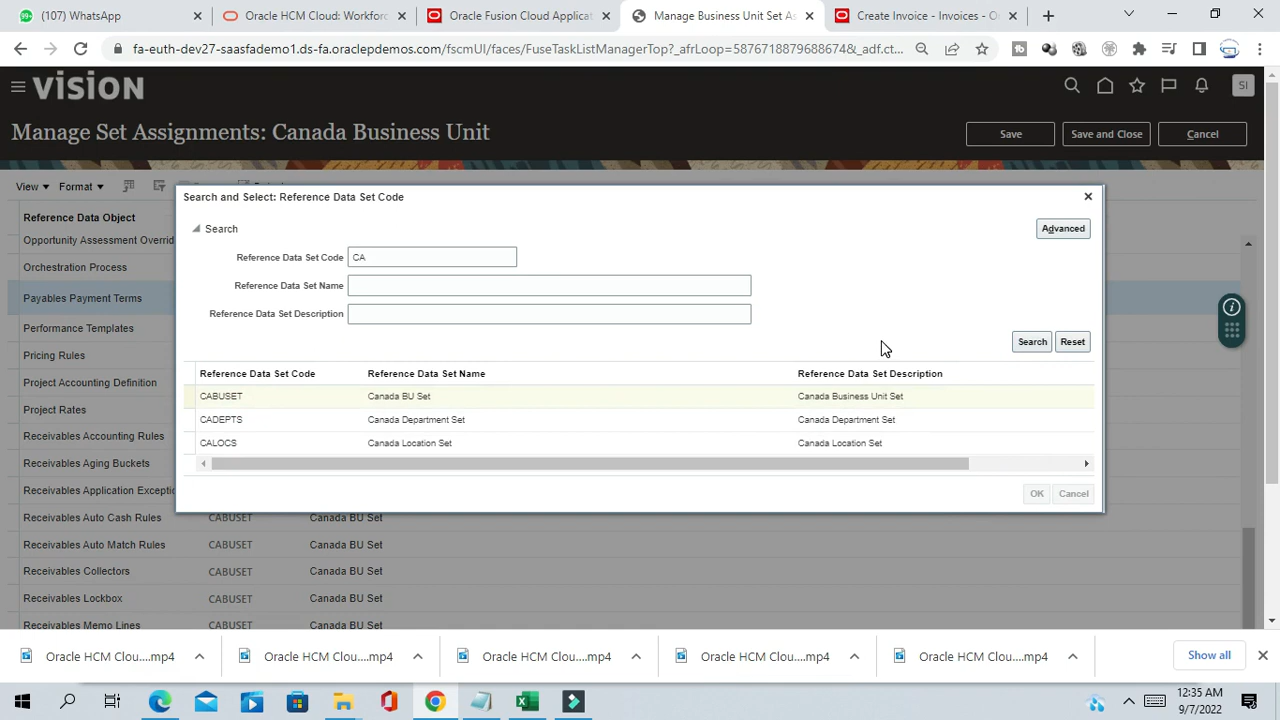 (107) WhatsApp
Oracle HCM Cloud: Workforc
Oracle Fusion Cloud Applicat
Manage Business Unit Set As
Create Invoice - Invoices - O
fa-euth-dev27-saasfademo1.ds-fa.oraclepdemos.com/fscmUI/faces/FuseTaskListManagerTop?_afrLoop=5876718879688674&_adf.ct...
VISION
SI
Manage Set Assignments: Canada Business Unit
Save
Save and Close
Cancel
View
Format
Search and Select: Reference Data Set Code
Reference Data Object
Search
Advanced
Opportunity Assessment Overrid
Reference Data Set Code
CA
Orchestration Process
Reference Data Set Name
Payables Payment Terms
Reference Data Set Description
Performance Templates
Search
Reset
Pricing Rules
Reference Data Set Code
Reference Data Set Name
Reference Data Set Description
Project Accounting Definition
CABUSET
Canada BU Set
Canada Business Unit Set
Project Rates
CADEPTS
Canada Department Set
Canada Department Set
Receivables Accounting Rules
CALOCS
Canada Location Set
Canada Location Set
Receivables Aging Buckets
Receivables Application Exceptio
OK
Cancel
Receivables Auto Cash Rules
CABUSET
Canada BU Set
Receivables Auto Match Rules
CABUSET
Canada BU Set
Receivables Collectors
CABUSET
Canada BU Set
Receivables Lockbox
CABUSET
Canada BU Set
Receivables Memo Lines
CABUSET
Canada BU Set
Oracle HCM Clou....mp4
Oracle HCM Clou....mp4
Oracle HCM Clou....mp4
Oracle HCM Clou....mp4
Oracle HCM Clou....mp4
Show all
12:35 AM
9/7/2022